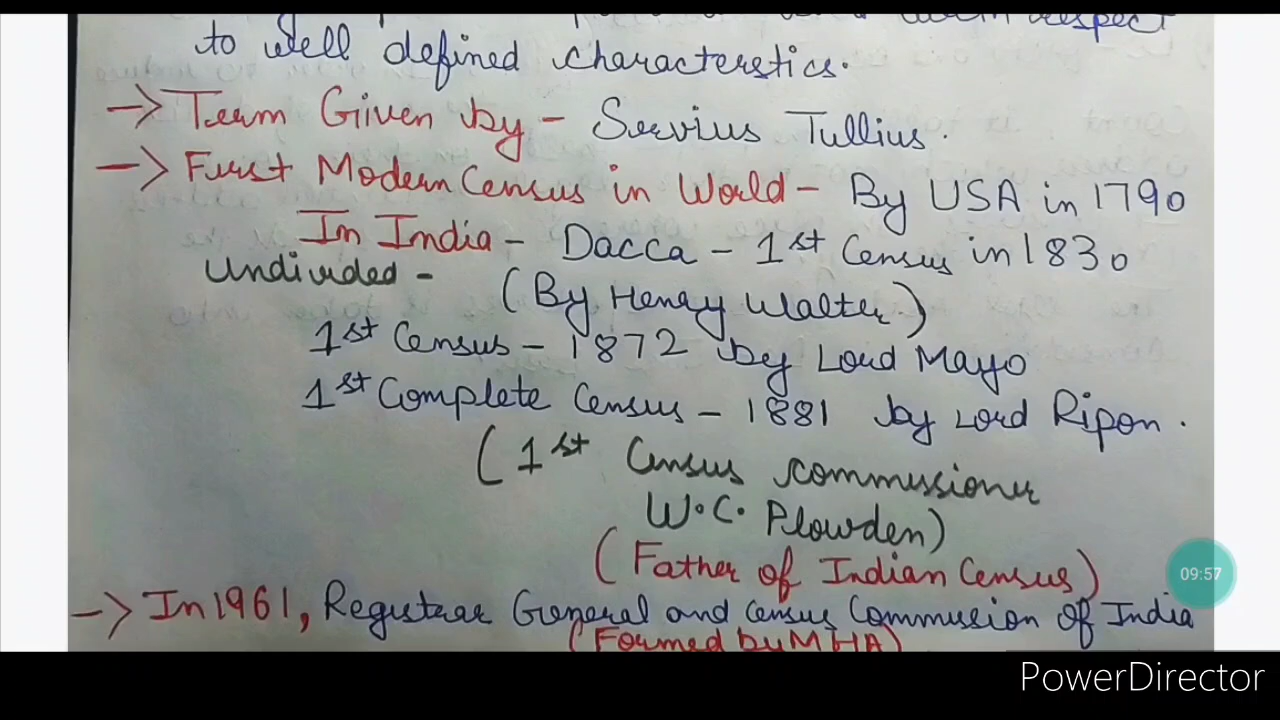 respect
to well defined characterstics.
→ Term Given by - Servius Tullius.
→ First Modern Census in World - By USA in 1790
In India - Dacca - 1st Census in 1830
Undivided -
(By Henry Walter)
1st Census - 1872 by Lord Mayo
1st Complete Census - 1881 by Lord Ripon.
(1st Census commissioner
W.C. Plowden)
(Father of Indian Census)
→ In 1961, Registrar General and Census Commission of India
(Formed by MHA)
09:57
PowerDirector